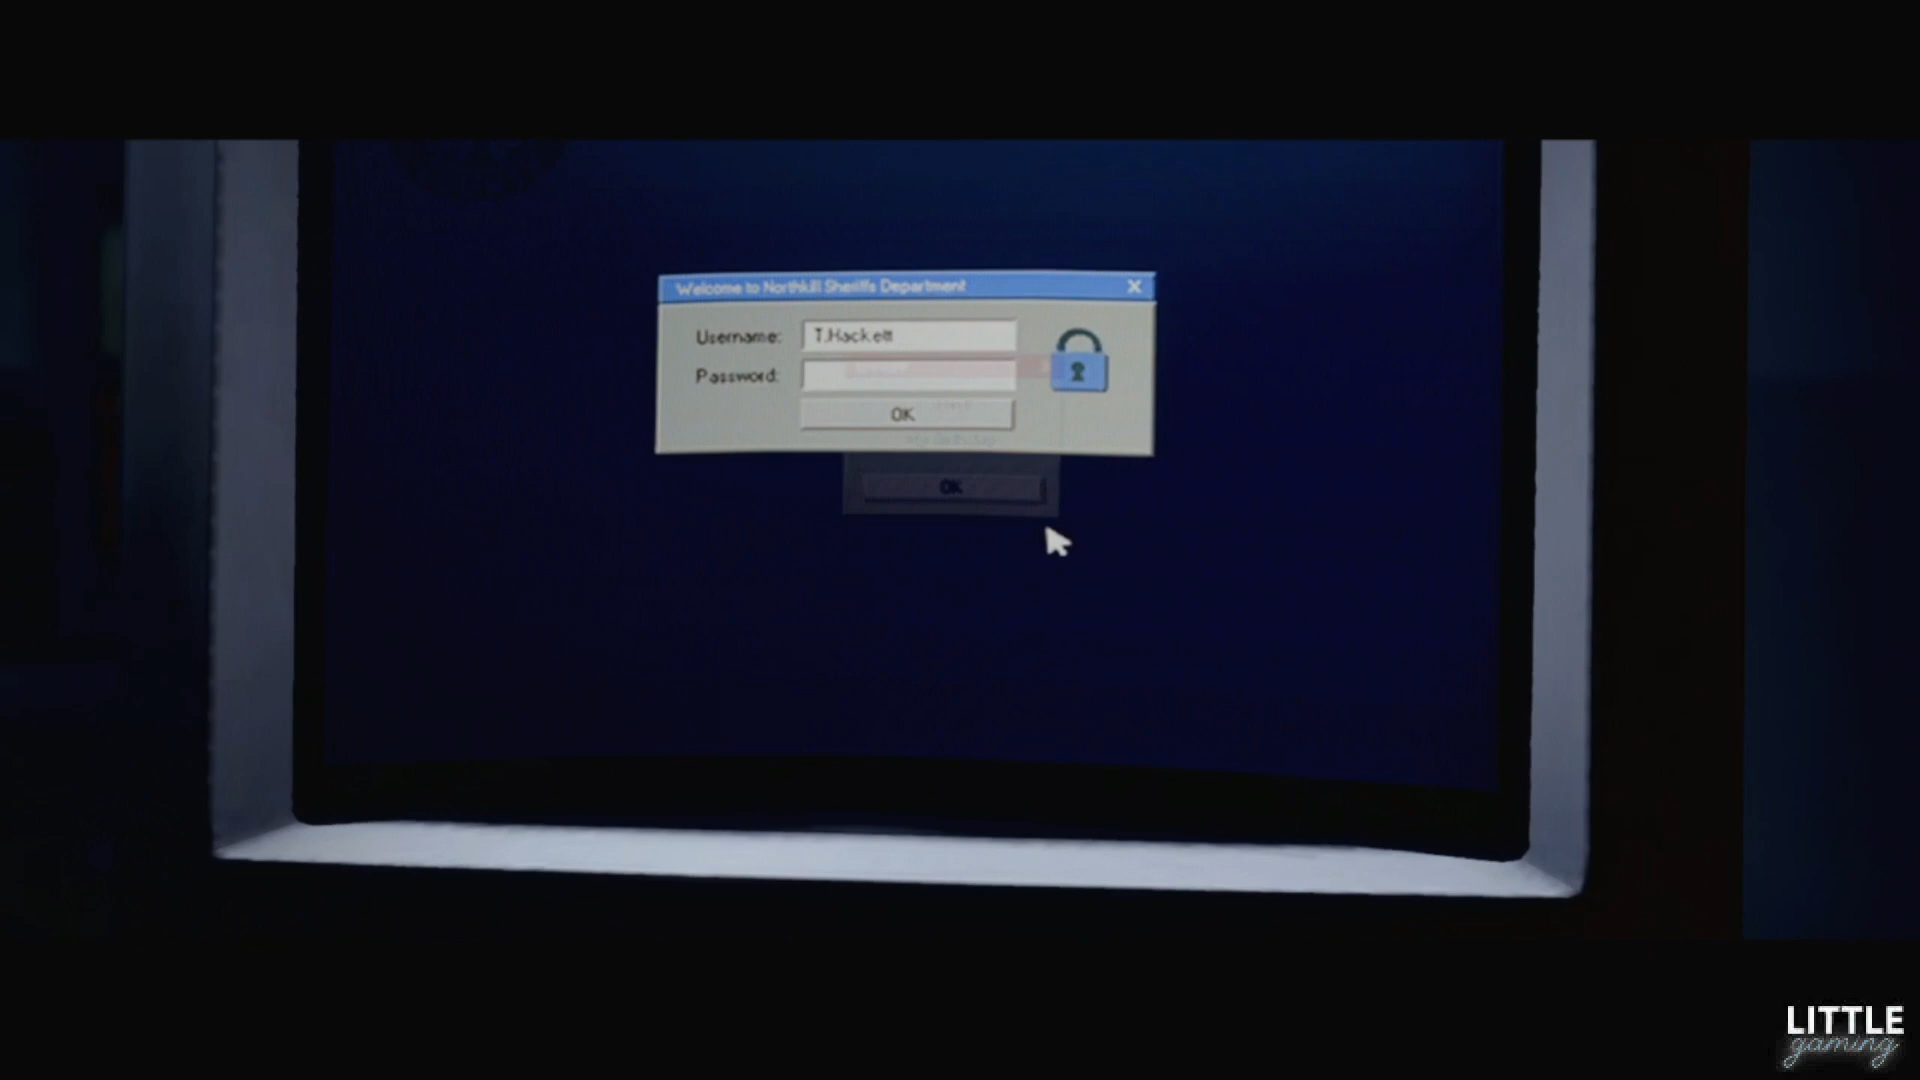 Welcome to Northkill Sheriffs Department X
Username: T.Hackett
Password:
OK
OK
LITTLE
gaming